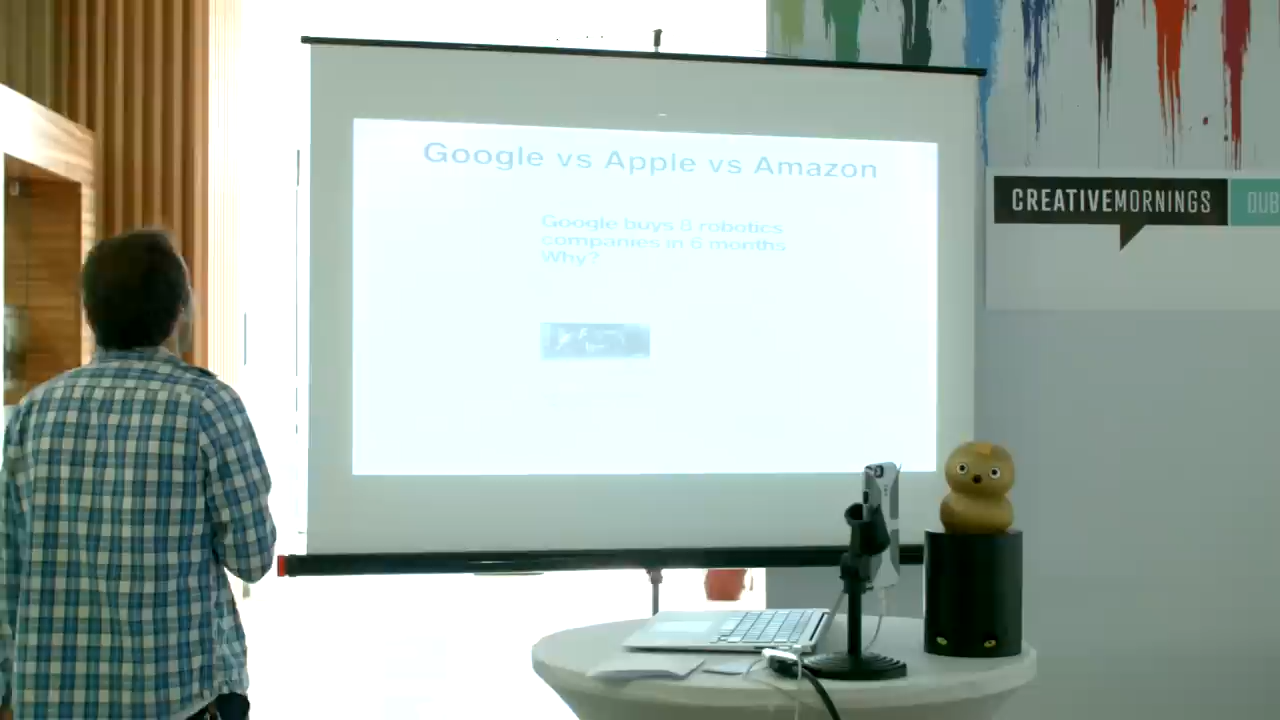 Google vs Apple vs Amazon
Google buys 8 robotics
companies in 6 months
Why?
CREATIVEMORNINGS DUB